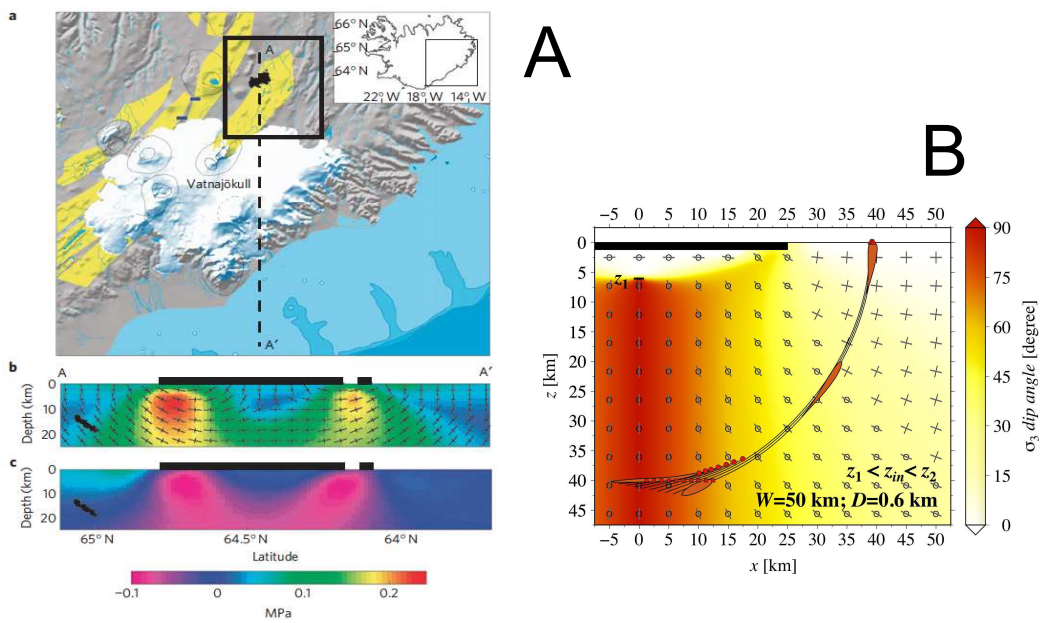 a
A
66° N
65° N
64° N
22° W 18° W 14° W
Vatnajökull
A′
b
A
A′
0
10
20
Depth (km)
c
0
10
20
Depth (km)
65° N
64.5° N
64° N
Latitude
−0.1
0
0.1
0.2
MPa
A
B
−5 0 5 10 15 20 25 30 35 40 45 50
0
5
10
15
20
25
30
35
40
45
z [km]
z1
z1 < zin < z2
W=50 km; D=0.6 km
−5 0 5 10 15 20 25 30 35 40 45 50
x [km]
90
75
60
45
30
15
0
σ3 dip angle [degree]